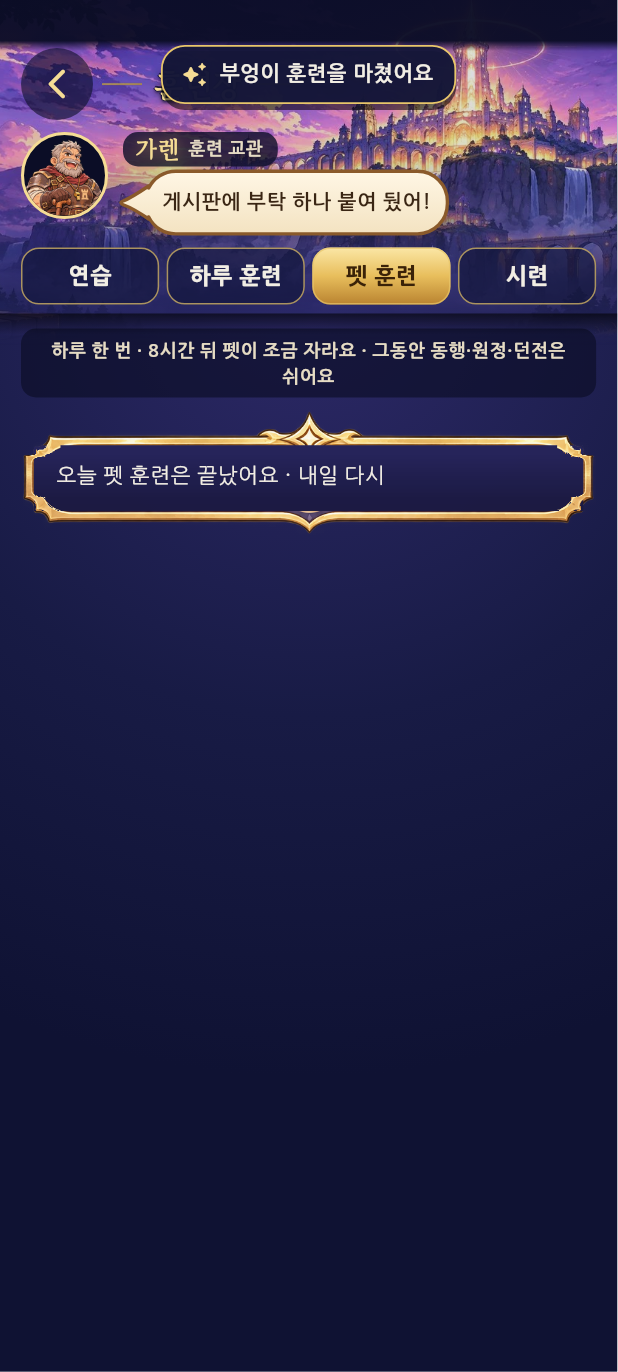 부엉이 훈련을 마쳤어요
가렌 훈련 교관
게시판에 부탁 하나 붙여 뒀어!
연습
하루 훈련
펫 훈련
시련
하루 한 번 · 8시간 뒤 펫이 조금 자라요 · 그동안 동행·원정·던전은
쉬어요
오늘 펫 훈련은 끝났어요 · 내일 다시